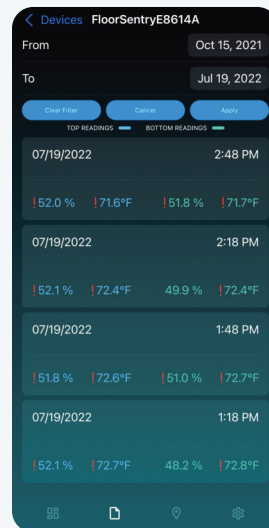 Devices FloorSentryE8614A
From Oct 15, 2021
To Jul 19, 2022
Clear Filter Cancel Apply
TOP READINGS BOTTOM READINGS
07/19/2022 2:48 PM
!52.0 % !71.6°F !51.8 % !71.7°F
07/19/2022 2:18 PM
!52.1 % !72.4°F 49.9 % !72.4°F
07/19/2022 1:48 PM
!51.8 % !72.6°F !51.0 % !72.7°F
07/19/2022 1:18 PM
!52.1 % !72.7°F 48.2 % !72.8°F